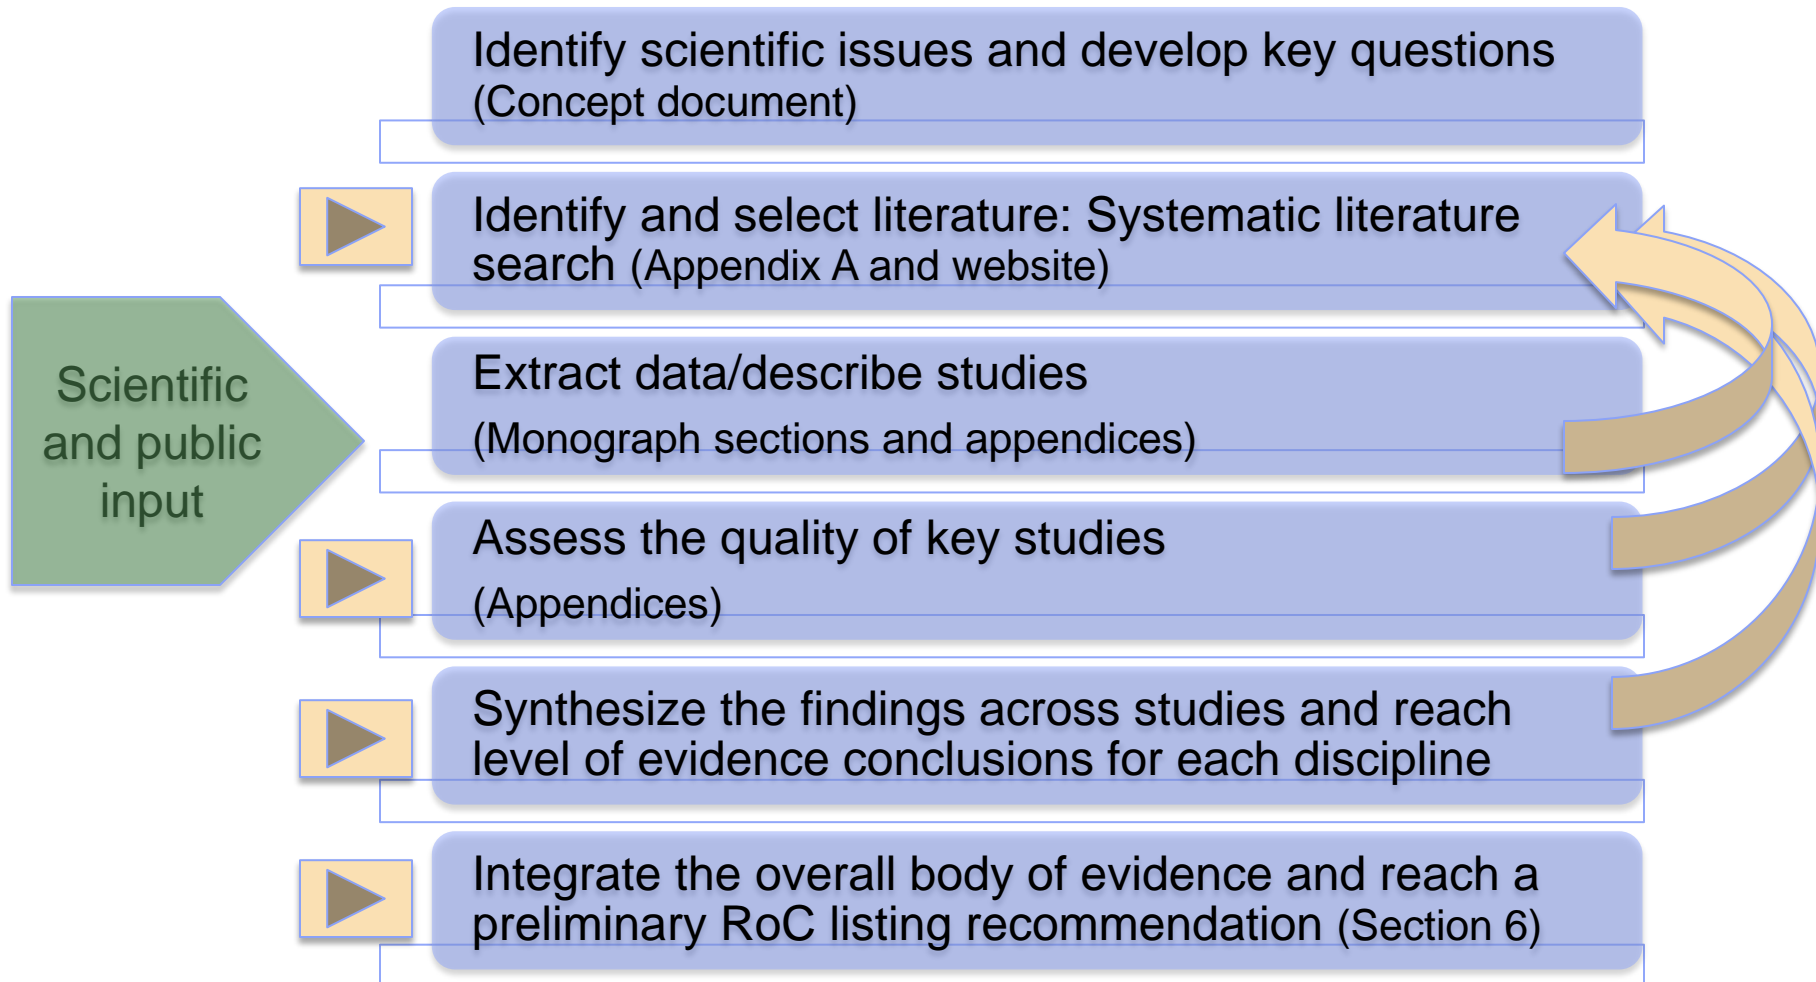 Identify scientific issues and develop key questions
(Concept document)
Identify and select literature: Systematic literature
search (Appendix A and website)
Extract data/describe studies
(Monograph sections and appendices)
Scientific
and public
input
Assess the quality of key studies
(Appendices)
Synthesize the findings across studies and reach
level of evidence conclusions for each discipline
Integrate the overall body of evidence and reach a
preliminary RoC listing recommendation (Section 6)